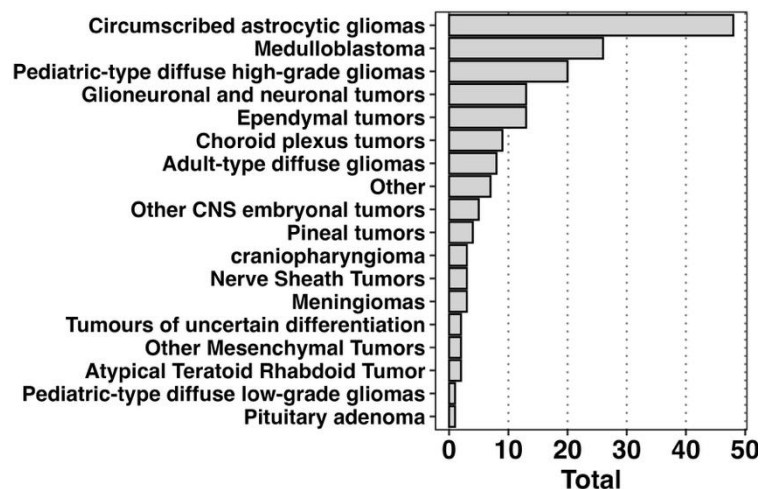 Circumscribed astrocytic gliomas
Medulloblastoma
Pediatric-type diffuse high-grade gliomas
Glioneuronal and neuronal tumors
Ependymal tumors
Choroid plexus tumors
Adult-type diffuse gliomas
Other
Other CNS embryonal tumors
Pineal tumors
craniopharyngioma
Nerve Sheath Tumors
Meningiomas
Tumours of uncertain differentiation
Other Mesenchymal Tumors
Atypical Teratoid Rhabdoid Tumor
Pediatric-type diffuse low-grade gliomas
Pituitary adenoma
0 10 20 30 40 50
Total